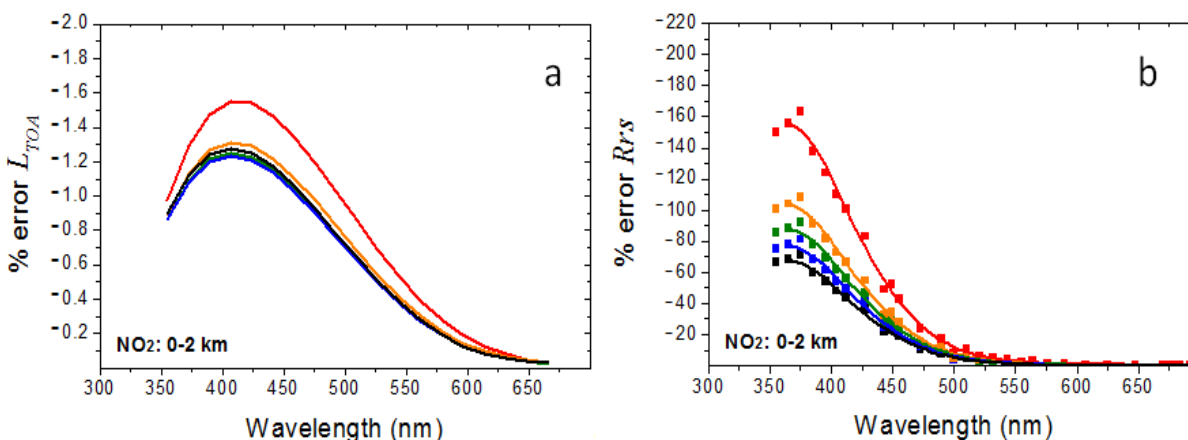 -2.0
-1.8
-1.6
-1.4
-1.2
-1.0
-0.8
-0.6
-0.4
-0.2
% error L_TOA
a
NO2: 0-2 km
300 350 400 450 500 550 600 650
Wavelength (nm)
-220
-200
-180
-160
-140
-120
-100
-80
-60
-40
-20
% error Rrs
b
NO2: 0-2 km
300 350 400 450 500 550 600 650
Wavelength (nm)